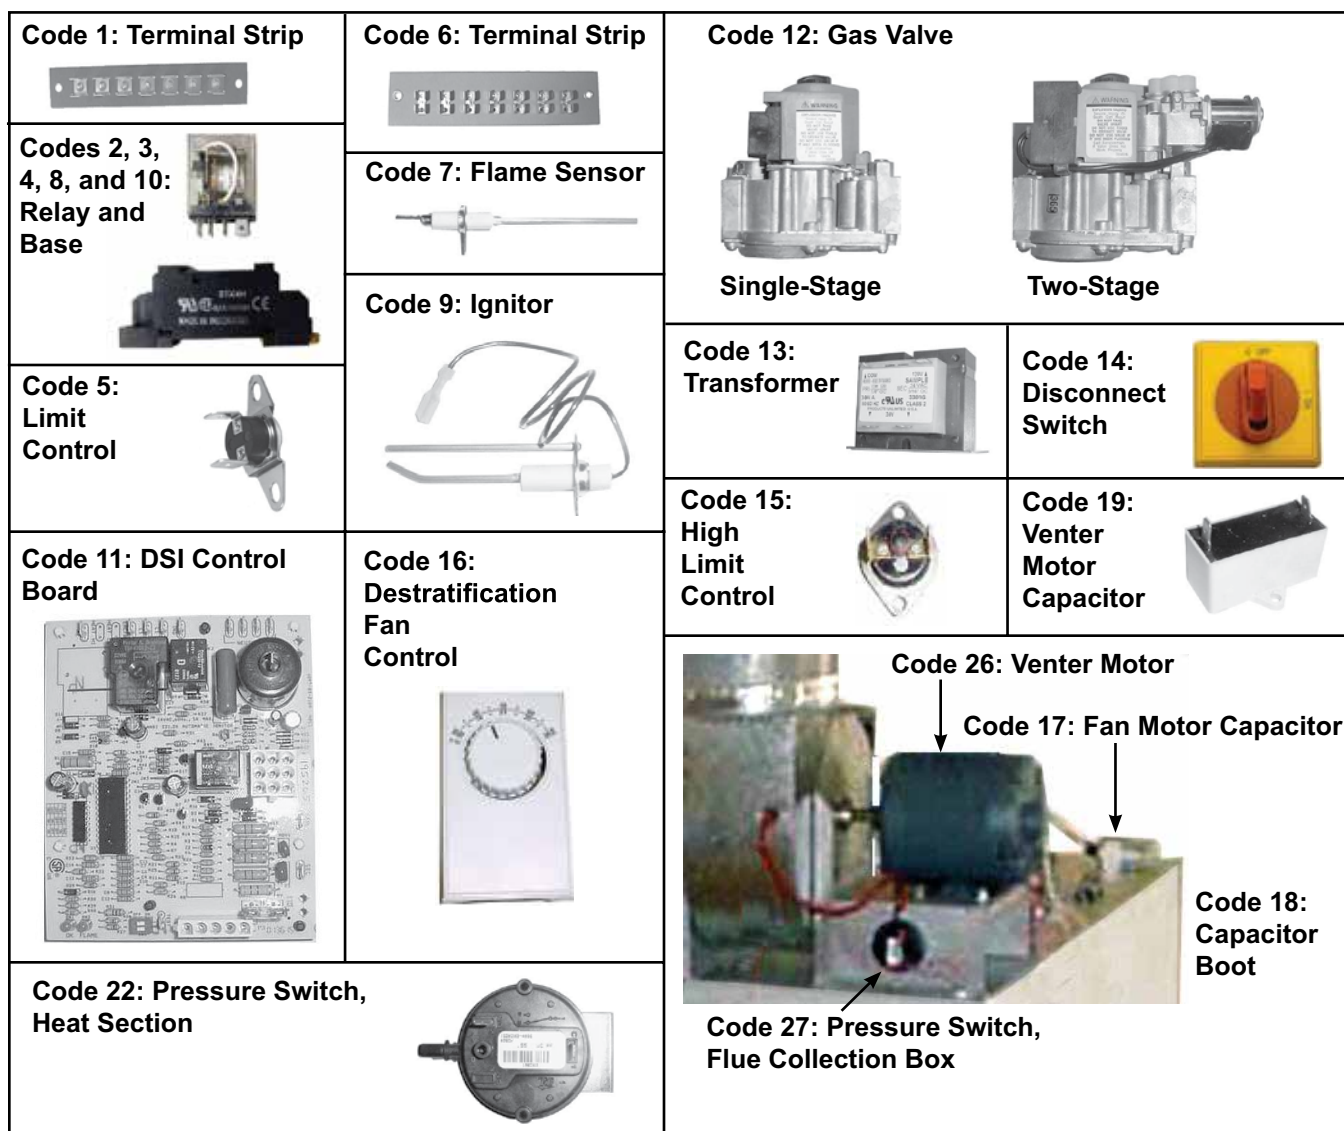 Code 1: Terminal Strip
Code 6: Terminal Strip
Code 12: Gas Valve
WARNING
WARNING
Single-Stage
Two-Stage
Codes 2, 3,
4, 8, and 10:
Relay and
Base
Code 7: Flame Sensor
Code 9: Ignitor
Code 5:
Limit
Control
Code 13:
Transformer
SAMPLE
Code 14:
Disconnect
Switch
OFF
Code 15:
High
Limit
Control
Code 19:
Venter
Motor
Capacitor
Code 11: DSI Control
Board
Code 16:
Destratification
Fan
Control
Code 26: Venter Motor
Code 17: Fan Motor Capacitor
Code 18:
Capacitor
Boot
Code 27: Pressure Switch,
Flue Collection Box
Code 22: Pressure Switch,
Heat Section